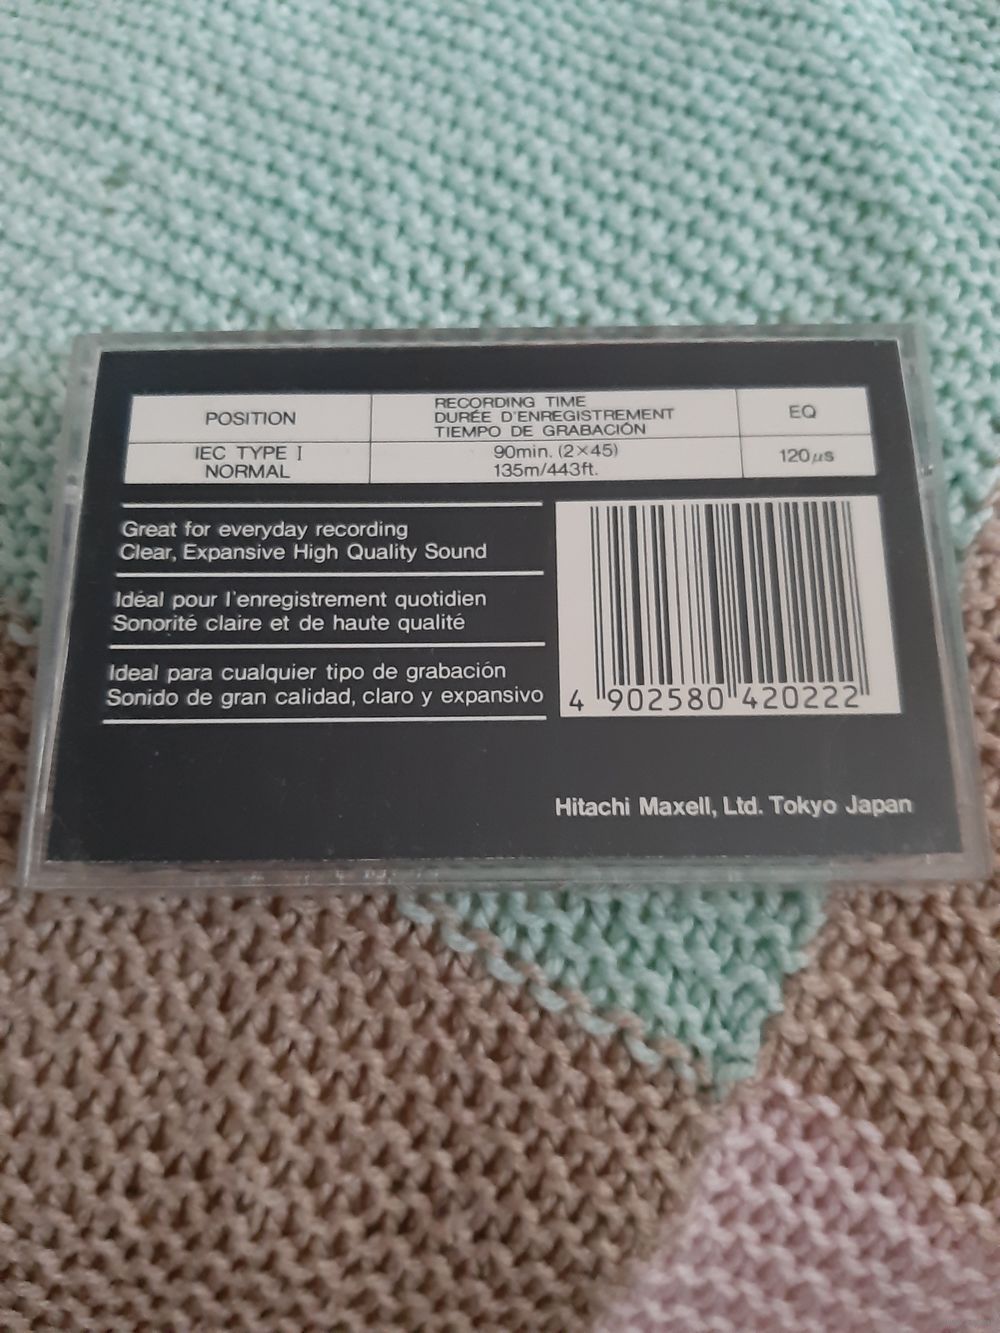 POSITION
RECORDING TIME
DURÉE D'ENREGISTREMENT
TIEMPO DE GRABACIÓN
EQ
IEC TYPE I
NORMAL
90min. (2×45)
135m/443ft.
120μs
Great for everyday recording
Clear, Expansive High Quality Sound
Idéal pour l'enregistrement quotidien
Sonorité claire et de haute qualité
Ideal para cualquier tipo de grabación
Sonido de gran calidad, claro y expansivo
4 902580 420222
Hitachi Maxell, Ltd. Tokyo Japan